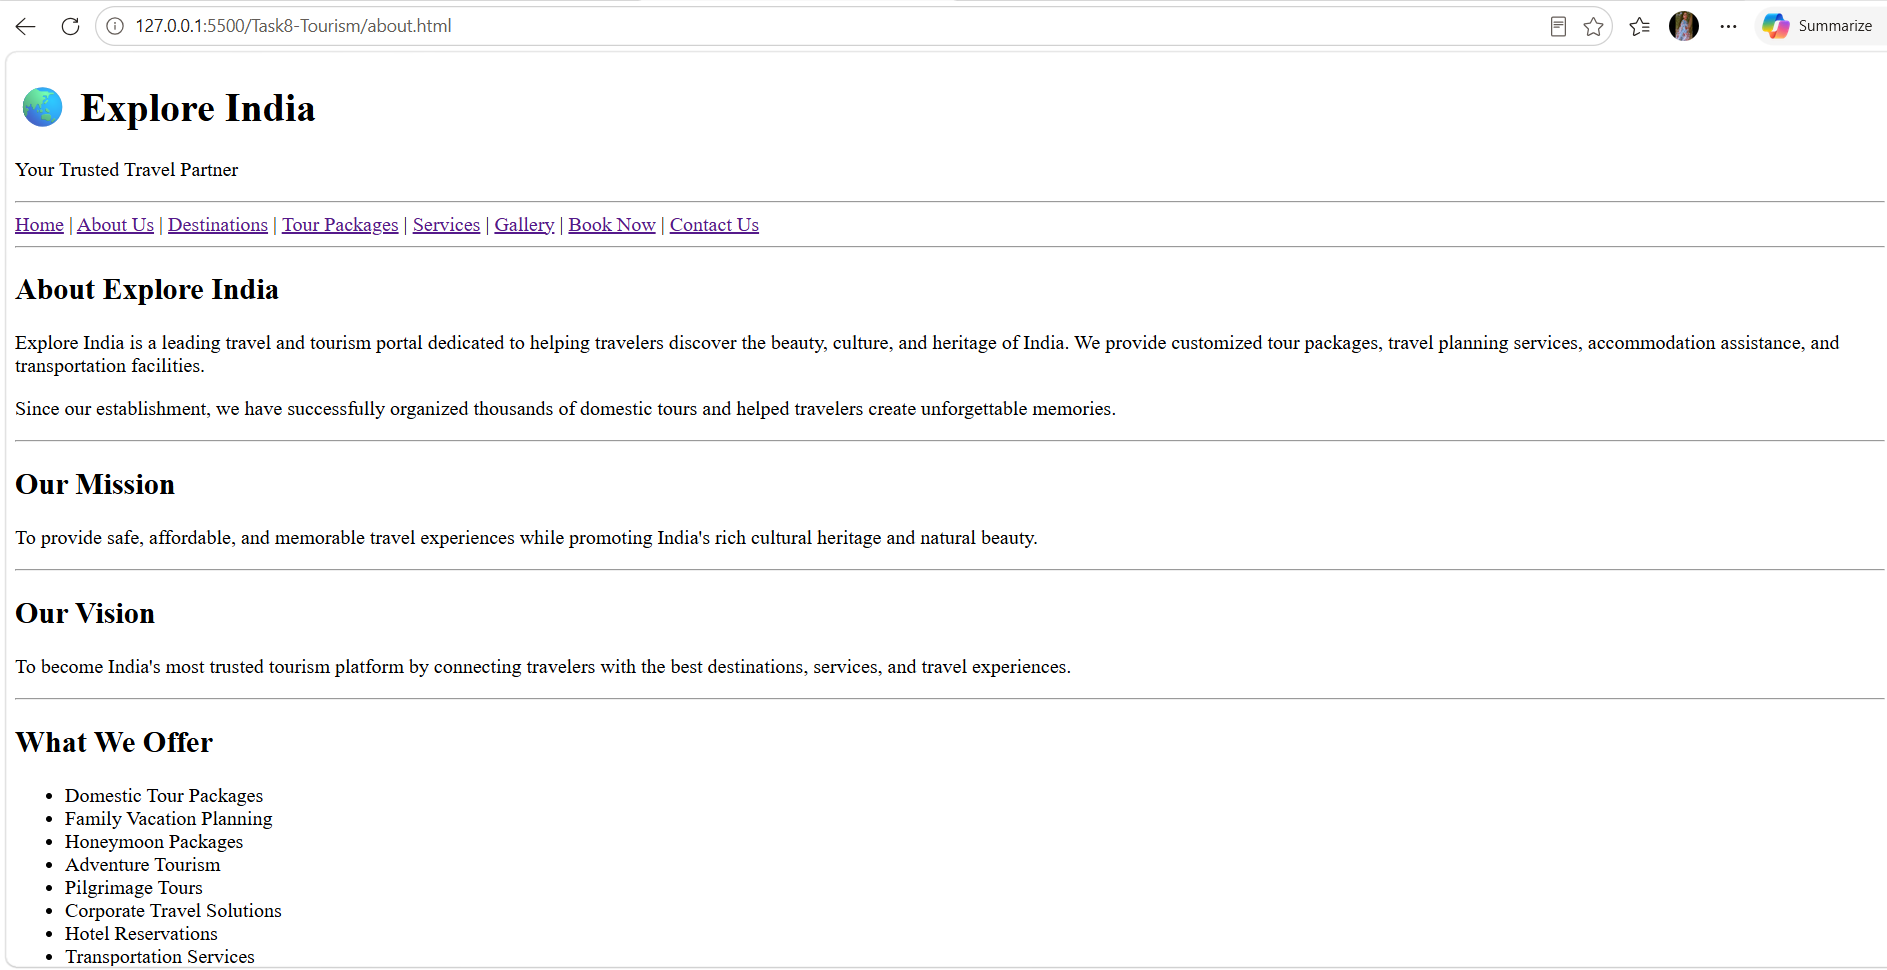 127.0.0.1:5500/Task8-Tourism/about.html
Summarize
Explore India
Your Trusted Travel Partner
Home | About Us | Destinations | Tour Packages | Services | Gallery | Book Now | Contact Us
About Explore India
Explore India is a leading travel and tourism portal dedicated to helping travelers discover the beauty, culture, and heritage of India. We provide customized tour packages, travel planning services, accommodation assistance, and
transportation facilities.
Since our establishment, we have successfully organized thousands of domestic tours and helped travelers create unforgettable memories.
Our Mission
To provide safe, affordable, and memorable travel experiences while promoting India's rich cultural heritage and natural beauty.
Our Vision
To become India's most trusted tourism platform by connecting travelers with the best destinations, services, and travel experiences.
What We Offer
• Domestic Tour Packages
• Family Vacation Planning
• Honeymoon Packages
• Adventure Tourism
• Pilgrimage Tours
• Corporate Travel Solutions
• Hotel Reservations
• Transportation Services